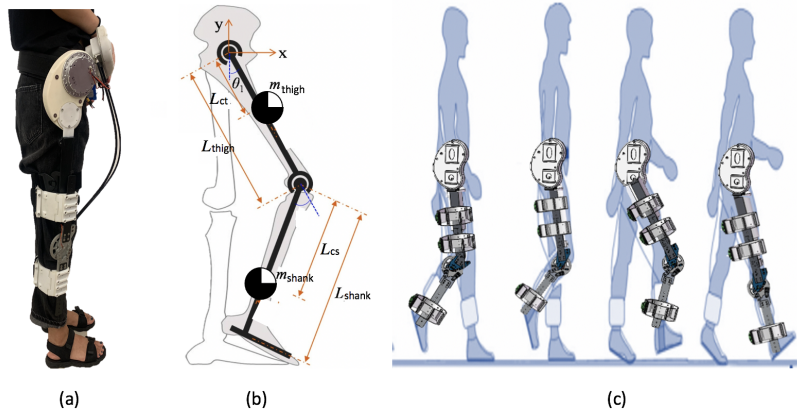 y
x
θ1
mthigh
Lct
Lthigh
Lcs
mshank
Lshank
(a)
(b)
(c)